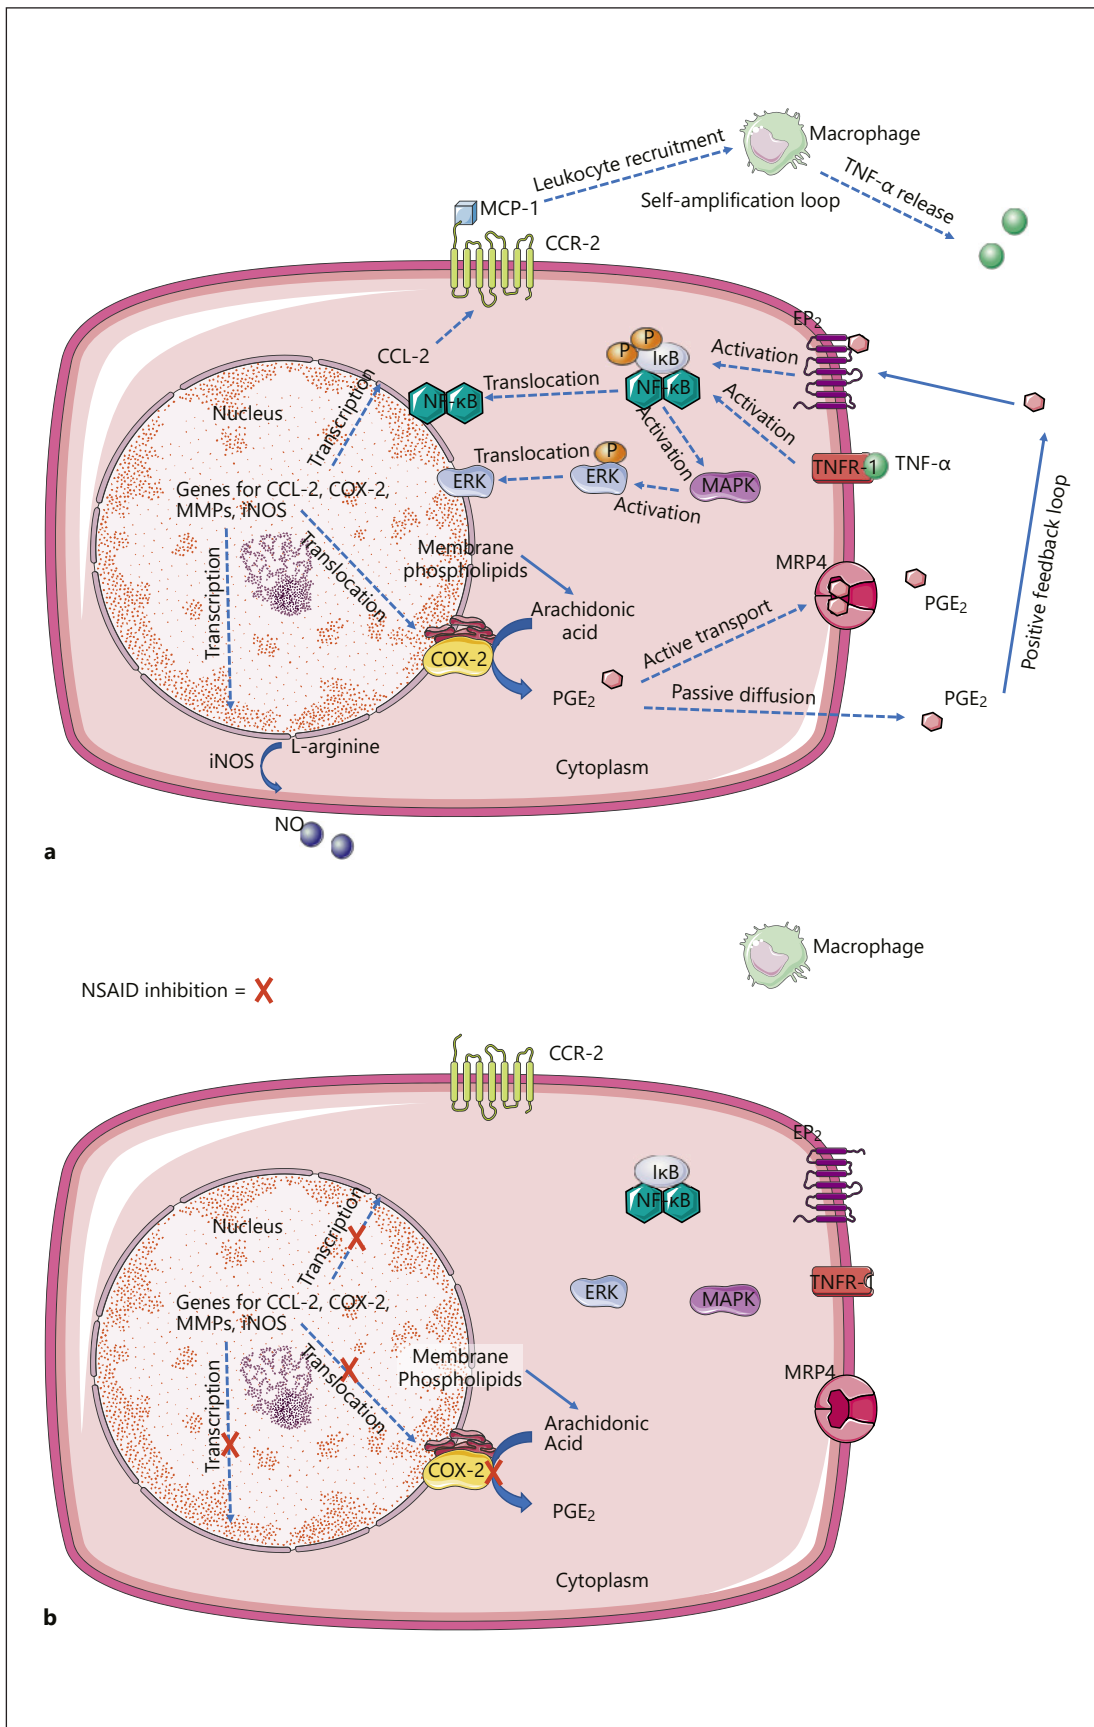 Macrophage
Leukocyte recruitment
TNF-α release
Self-amplification loop
MCP-1
CCR-2
EP2
P
P
IκB
NF-κB
Activation
CCL-2
Translocation
NF-κB
Activation
Activation
Nucleus
Transcription
Translocation
P
ERK
ERK
MAPK
Activation
TNFR-1
TNF-α
Genes for CCL-2, COX-2,
MMPs, iNOS
Transcription
Translocation
Membrane
phospholipids
Arachidonic
acid
COX-2
PGE2
Active transport
Passive diffusion
MRP4
PGE2
PGE2
Positive feedback loop
L-arginine
iNOS
Cytoplasm
NO
a
Macrophage
NSAID inhibition =
CCR-2
EP2
IκB
NF-κB
Nucleus
Transcription
ERK
MAPK
TNFR-
Genes for CCL-2, COX-2,
MMPs, iNOS
Transcription
Translocation
Membrane
Phospholipids
Arachidonic
Acid
COX-2
PGE2
MRP4
Cytoplasm
b